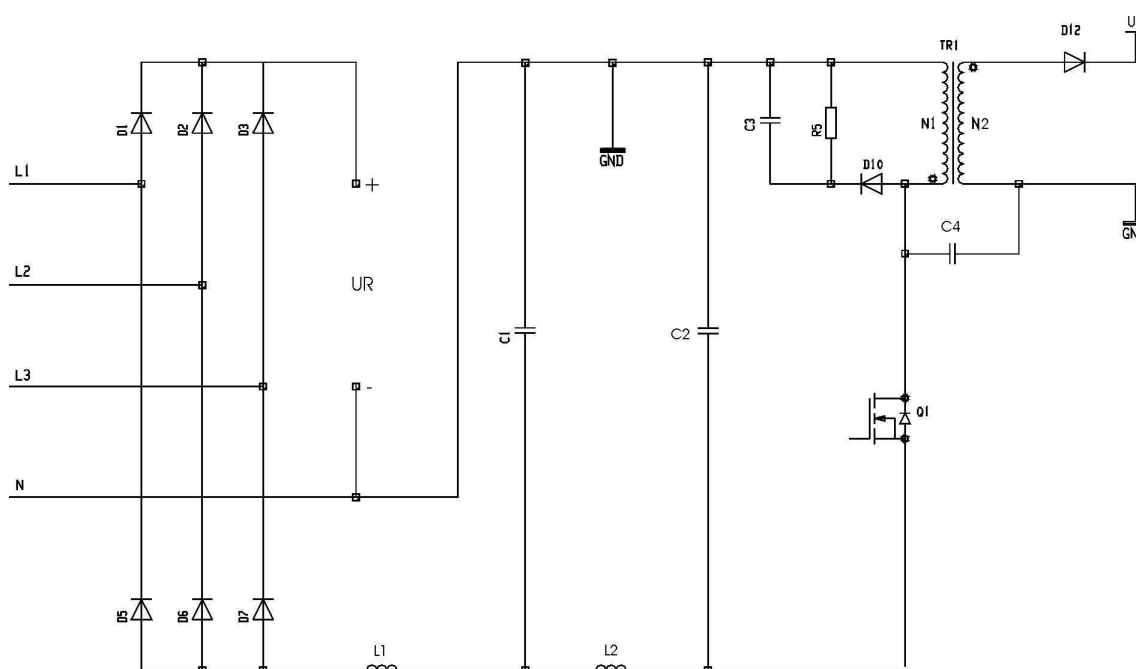 U
D12
TR1
D1
D2
D3
C3
R5
N1
N2
GND
D10
L1
+
C4
GN
L2
UR
C1
C2
L3
-
Q1
N
D5
D6
D7
L1
L2